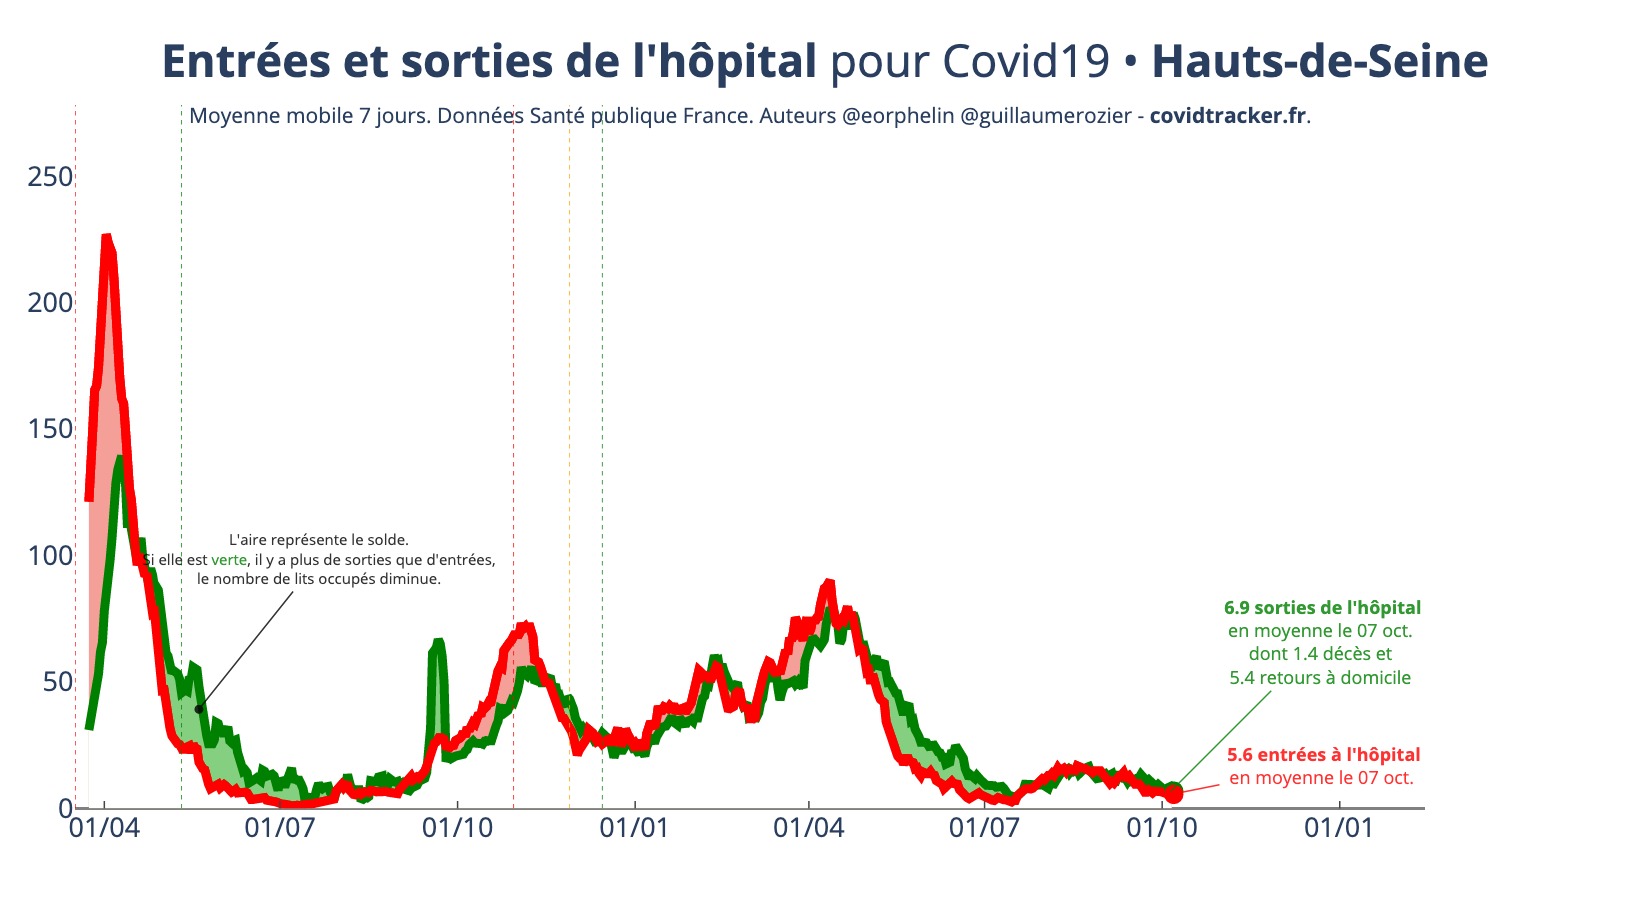 Entrées et sorties de l'hôpital pour Covid19 • Hauts-de-Seine
Moyenne mobile 7 jours. Données Santé publique France. Auteurs @eorphelin @guillaumerozier - covidtracker.fr.
250
200
150
100
50
0
L'aire représente le solde.
Si elle est verte, il y a plus de sorties que d'entrées,
le nombre de lits occupés diminue.
6.9 sorties de l'hôpital
en moyenne le 07 oct.
dont 1.4 décès et
5.4 retours à domicile
5.6 entrées à l'hôpital
en moyenne le 07 oct.
01/04 01/07 01/10 01/01 01/04 01/07 01/10 01/01